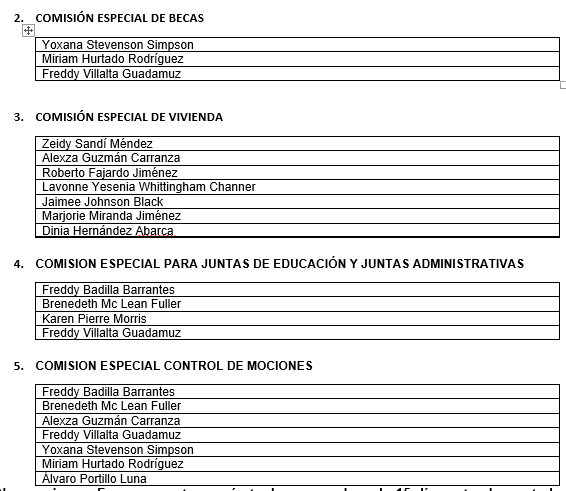 2. COMISIÓN ESPECIAL DE BECAS
Yoxana Stevenson Simpson
Miriam Hurtado Rodríguez
Freddy Villalta Guadamuz
3. COMISIÓN ESPECIAL DE VIVIENDA
Zeidy Sandí Méndez
Alexza Guzmán Carranza
Roberto Fajardo Jiménez
Lavonne Yesenia Whittingham Channer
Jaimee Johnson Black
Marjorie Miranda Jiménez
Dinia Hernández Abarca
4. COMISION ESPECIAL PARA JUNTAS DE EDUCACIÓN Y JUNTAS ADMINISTRATIVAS
Freddy Badilla Barrantes
Brenedeth Mc Lean Fuller
Karen Pierre Morris
Freddy Villalta Guadamuz
5. COMISION ESPECIAL CONTROL DE MOCIONES
Freddy Badilla Barrantes
Brenedeth Mc Lean Fuller
Alexza Guzmán Carranza
Freddy Villalta Guadamuz
Yoxana Stevenson Simpson
Miriam Hurtado Rodríguez
Álvaro Portillo Luna